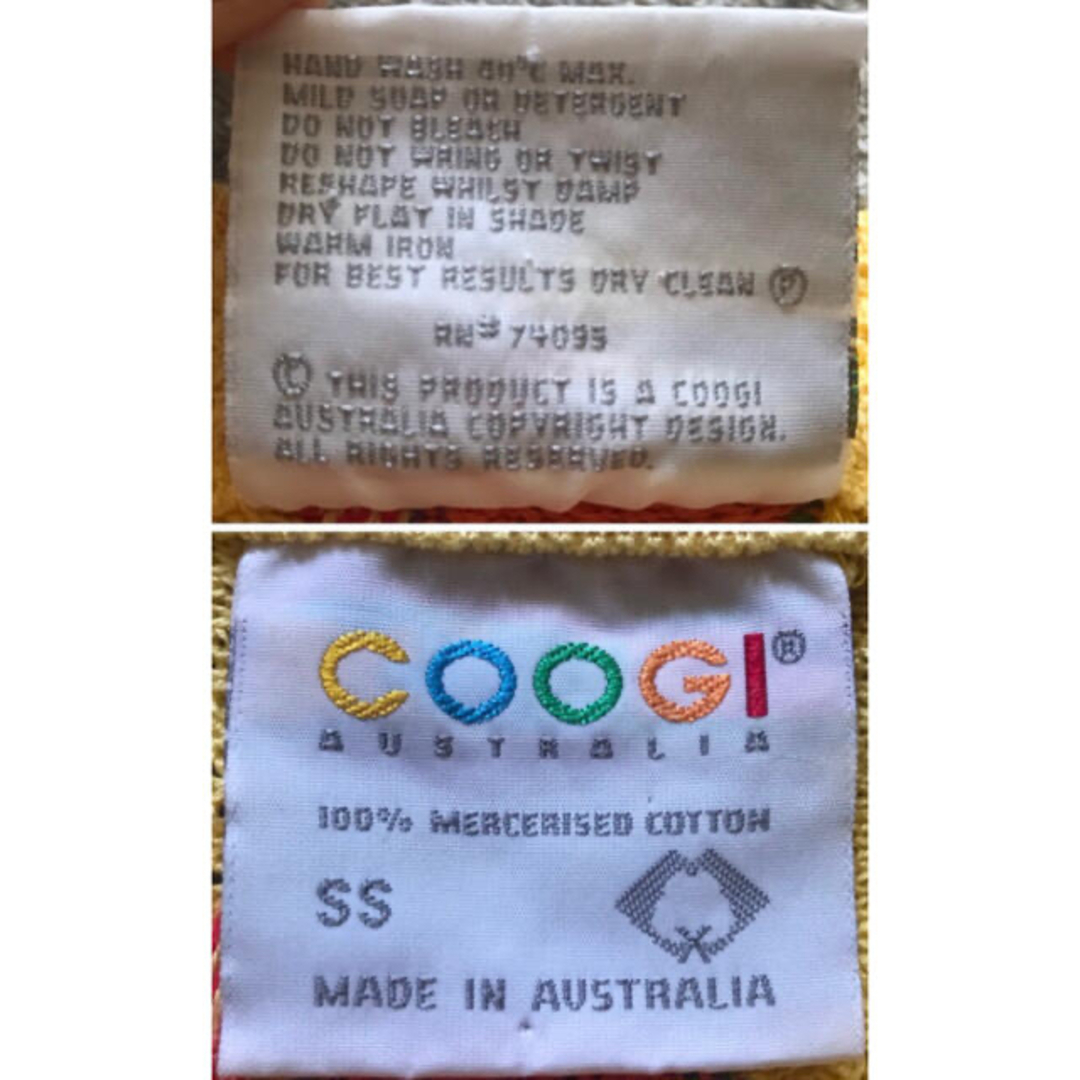 HAND WASH 40°C MAX.
MILD SOAP OR DETERGENT
DO NOT BLEACH
DO NOT WRING OR TWIST
RESHAPE WHILST DAMP
DRY FLAT IN SHADE
WARM IRON
FOR BEST RESULTS DRY CLEAN Ⓟ
RN# 74095
© THIS PRODUCT IS A COOGI
AUSTRALIA COPYRIGHT DESIGN.
ALL RIGHTS RESERVED.
COOGI®
AUSTRALIA
100% MERCERISED COTTON
SS
MADE IN AUSTRALIA